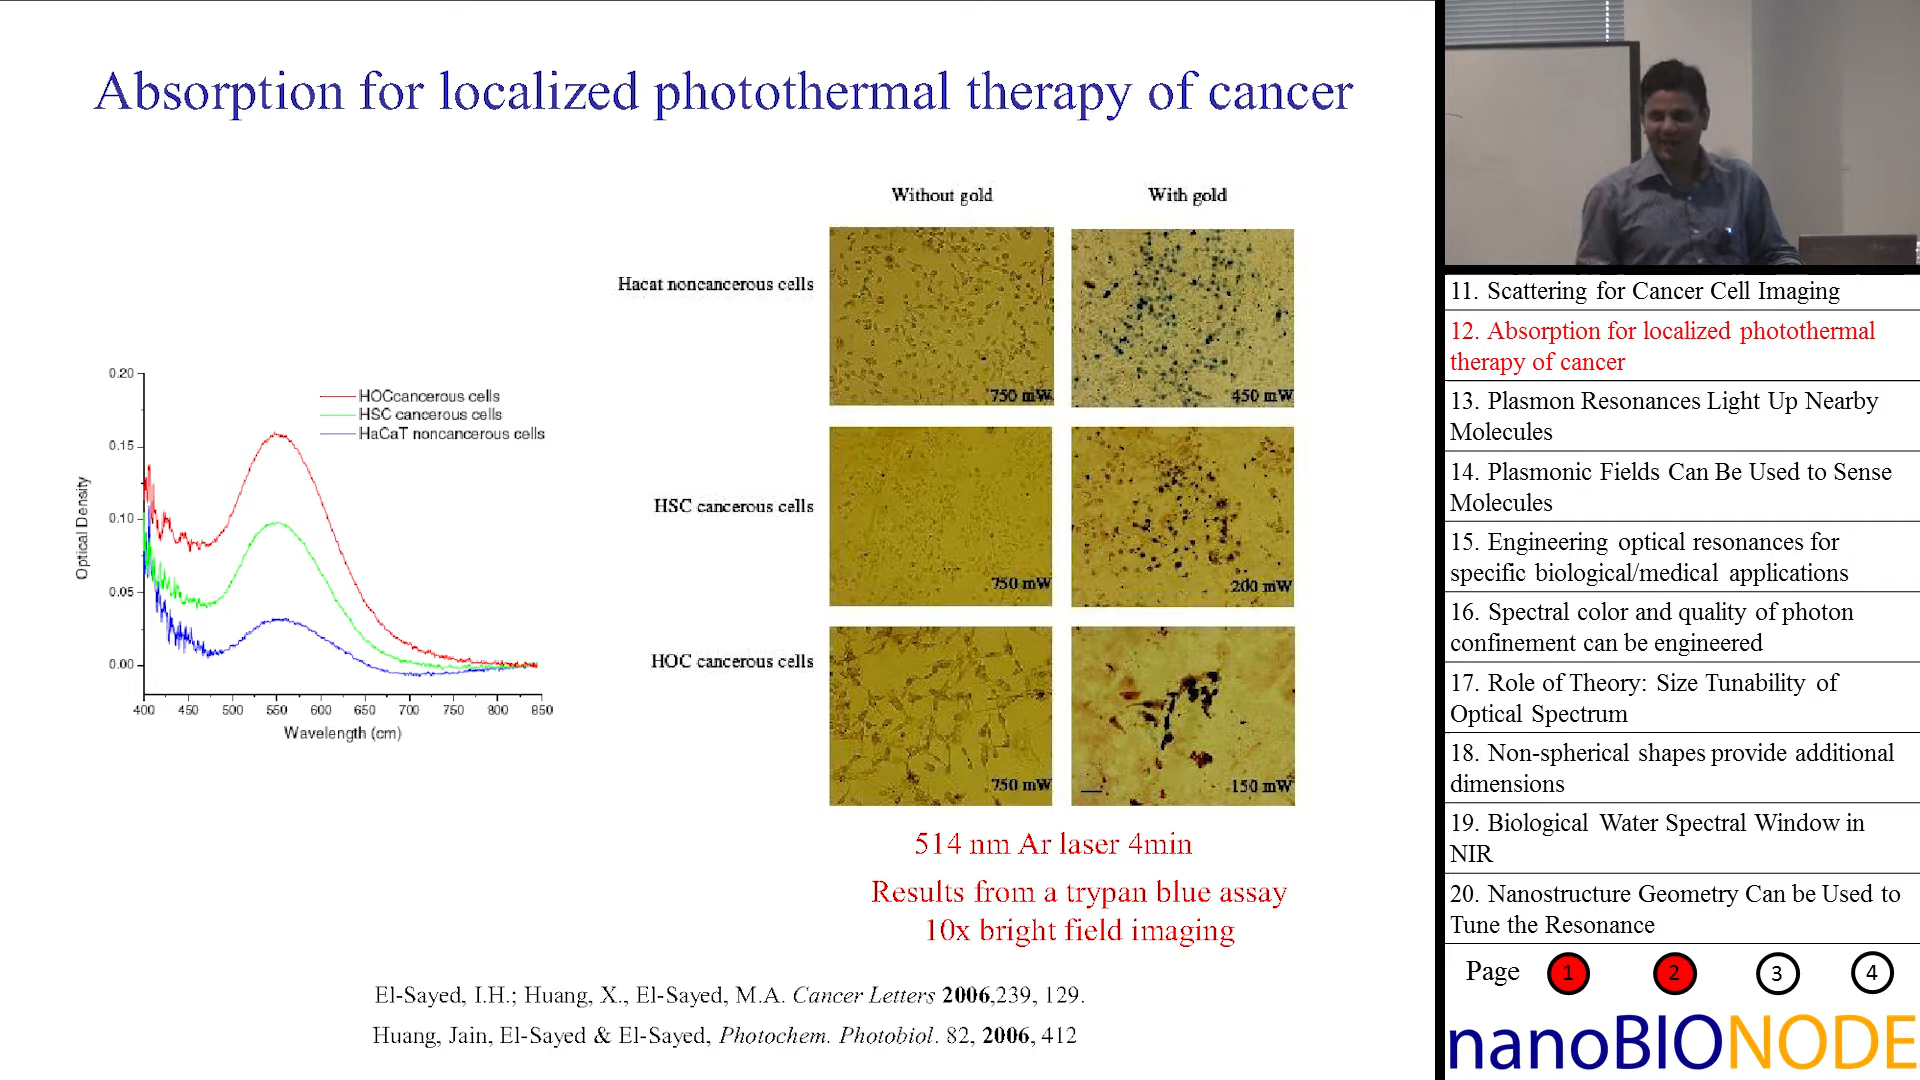 Absorption for localized photothermal therapy of cancer
Without gold
With gold
Hacat noncancerous cells
750 mW
450 mW
HSC cancerous cells
750 mW
200 mW
HOC cancerous cells
750 mW
150 mW
0.20
0.15
0.10
0.05
0.00
Optical Density
HOCcancerous cells
HSC cancerous cells
HaCaT noncancerous cells
400 450 500 550 600 650 700 750 800 850
Wavelength (cm)
514 nm Ar laser 4min
Results from a trypan blue assay
10x bright field imaging
El-Sayed, I.H.; Huang, X., El-Sayed, M.A. Cancer Letters 2006,239, 129.
Huang, Jain, El-Sayed & El-Sayed, Photochem. Photobiol. 82, 2006, 412
11. Scattering for Cancer Cell Imaging
12. Absorption for localized photothermal
therapy of cancer
13. Plasmon Resonances Light Up Nearby
Molecules
14. Plasmonic Fields Can Be Used to Sense
Molecules
15. Engineering optical resonances for
specific biological/medical applications
16. Spectral color and quality of photon
confinement can be engineered
17. Role of Theory: Size Tunability of
Optical Spectrum
18. Non-spherical shapes provide additional
dimensions
19. Biological Water Spectral Window in
NIR
20. Nanostructure Geometry Can be Used to
Tune the Resonance
Page 1 2 3 4
nanoBIONODE